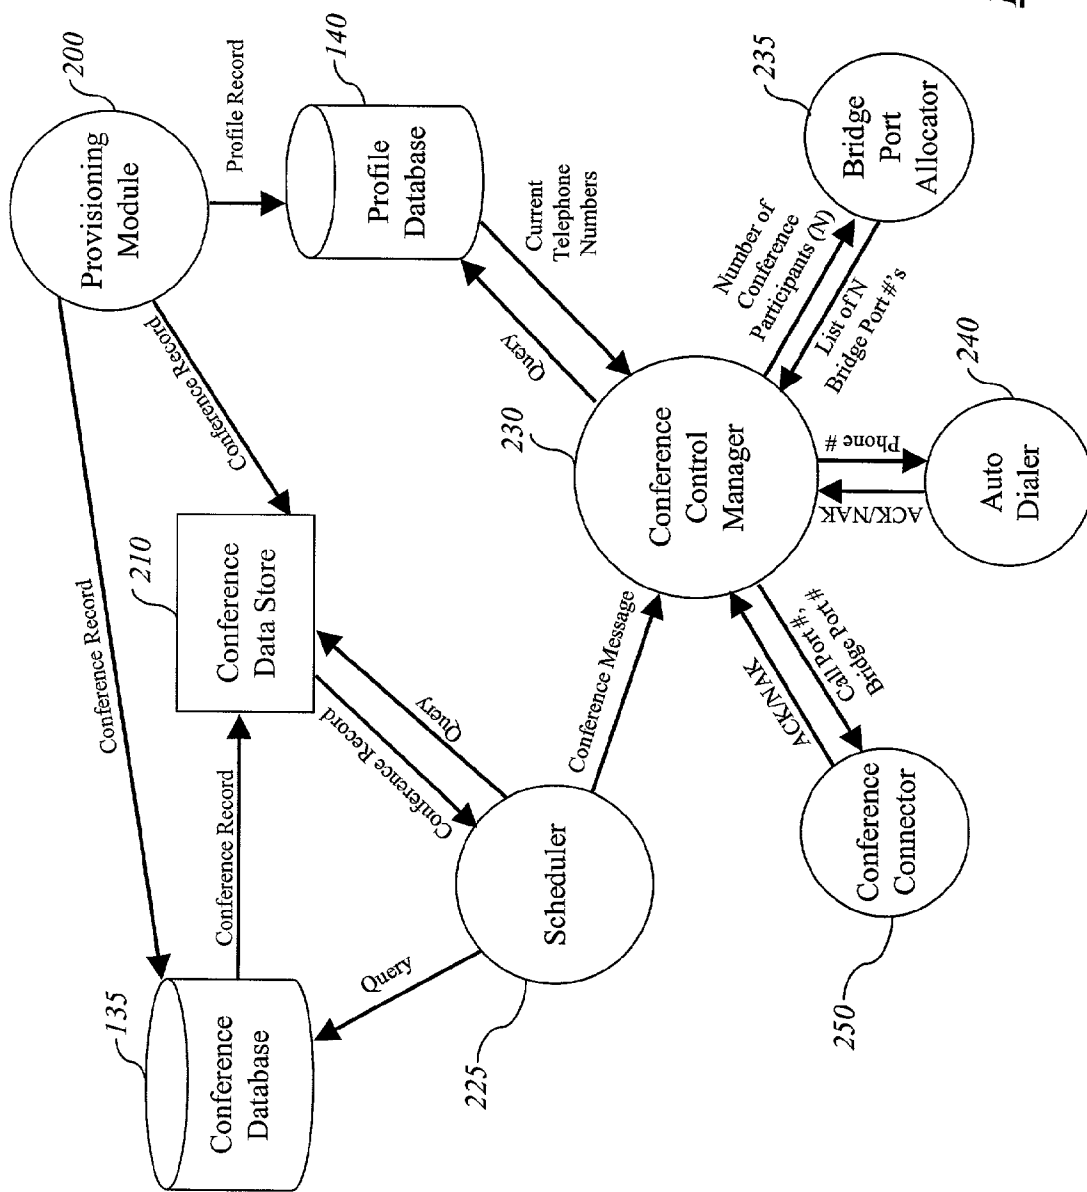 200
Provisioning
Module
Profile Record
140
Profile
Database
Conference Record
Conference Record
Current
Telephone
Numbers
Query
235
Bridge
Port
Allocator
Number of
Conference
Participants (N)
List of N
Bridge Port #'s
210
Conference
Data Store
230
Conference
Control
Manager
240
Auto
Dialer
Phone #
ACK/NAK
135
Conference
Database
Conference Record
Query
Conference Record
Query
225
Scheduler
Conference Message
ACK/NAK
Call Port #,
Bridge Port #
250
Conference
Connector